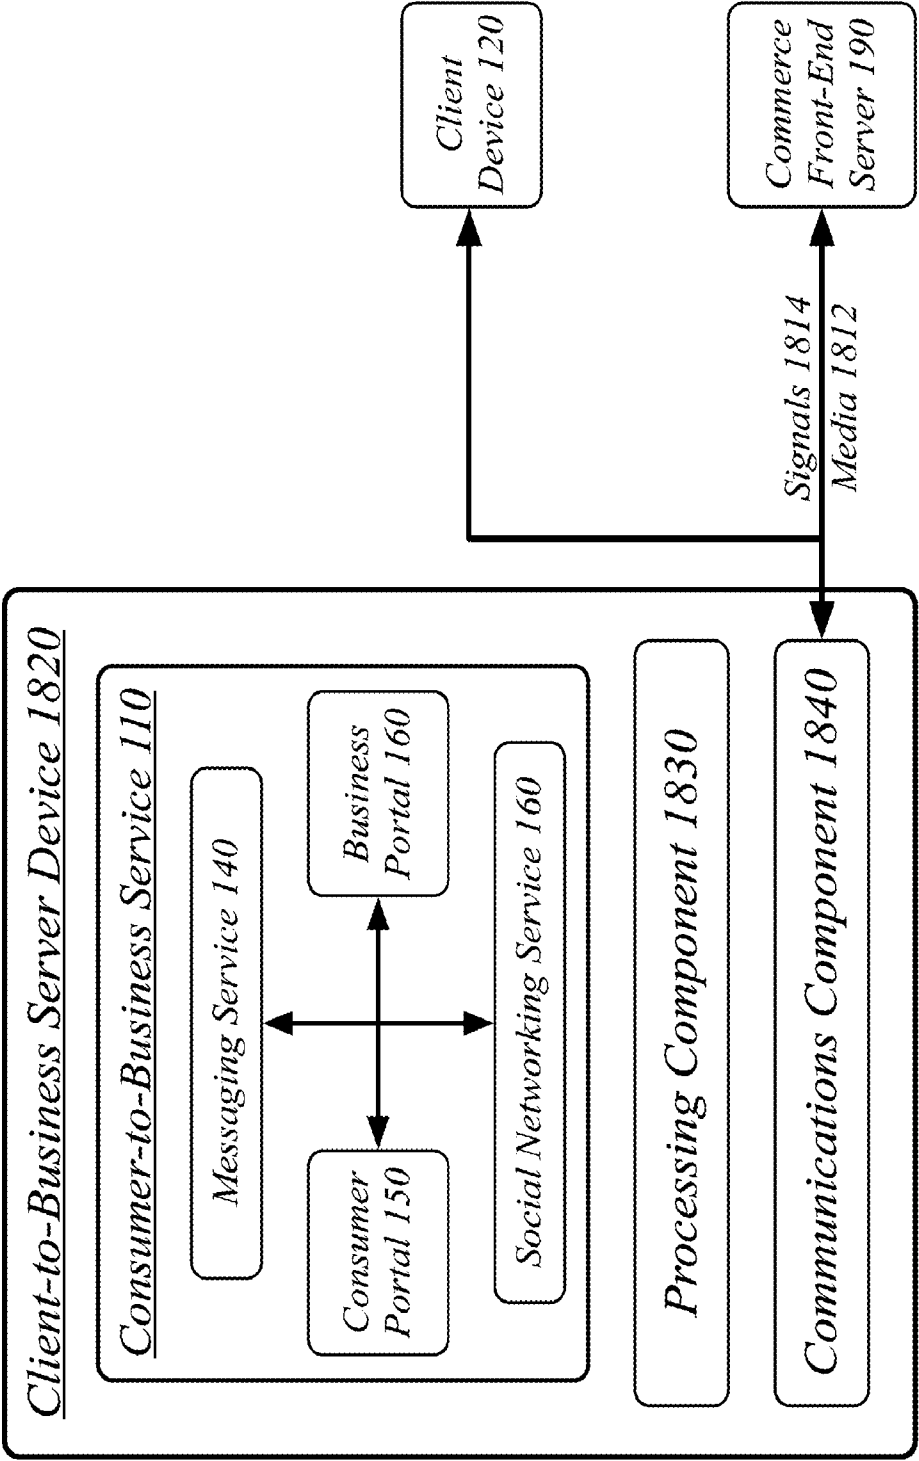 Client-to-Business Server Device 1820
Consumer-to-Business Service 110
Messaging Service 140
Consumer
Portal 150
Business
Portal 160
Social Networking Service 160
Processing Component 1830
Communications Component 1840
Signals 1814
Media 1812
Client
Device 120
Commerce
Front-End
Server 190